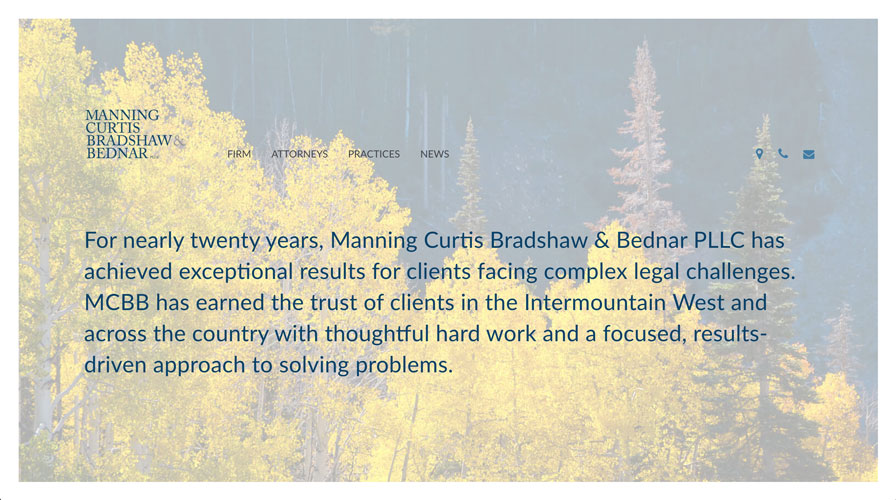 MANNING
CURTIS
BRADSHAW &
BEDNAR
FIRM ATTORNEYS PRACTICES NEWS
For nearly twenty years, Manning Curtis Bradshaw & Bednar PLLC has
achieved exceptional results for clients facing complex legal challenges.
MCBB has earned the trust of clients in the Intermountain West and
across the country with thoughtful hard work and a focused, results-
driven approach to solving problems.